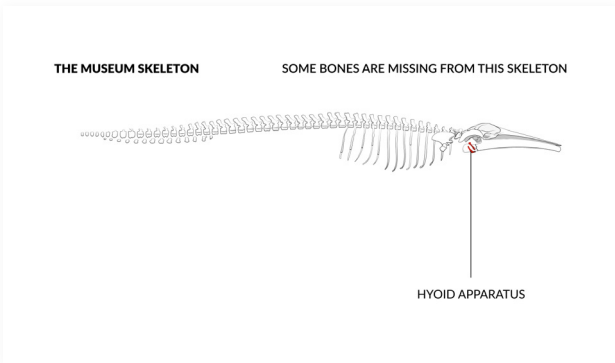 THE MUSEUM SKELETON
SOME BONES ARE MISSING FROM THIS SKELETON
HYOID APPARATUS